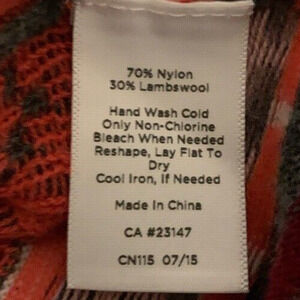 70% Nylon
30% Lambswool
Hand Wash Cold
Only Non-Chlorine
Bleach When Needed
Reshape, Lay Flat To
Dry
Cool Iron, If Needed
Made In China
CA #23147
CN115 07/15